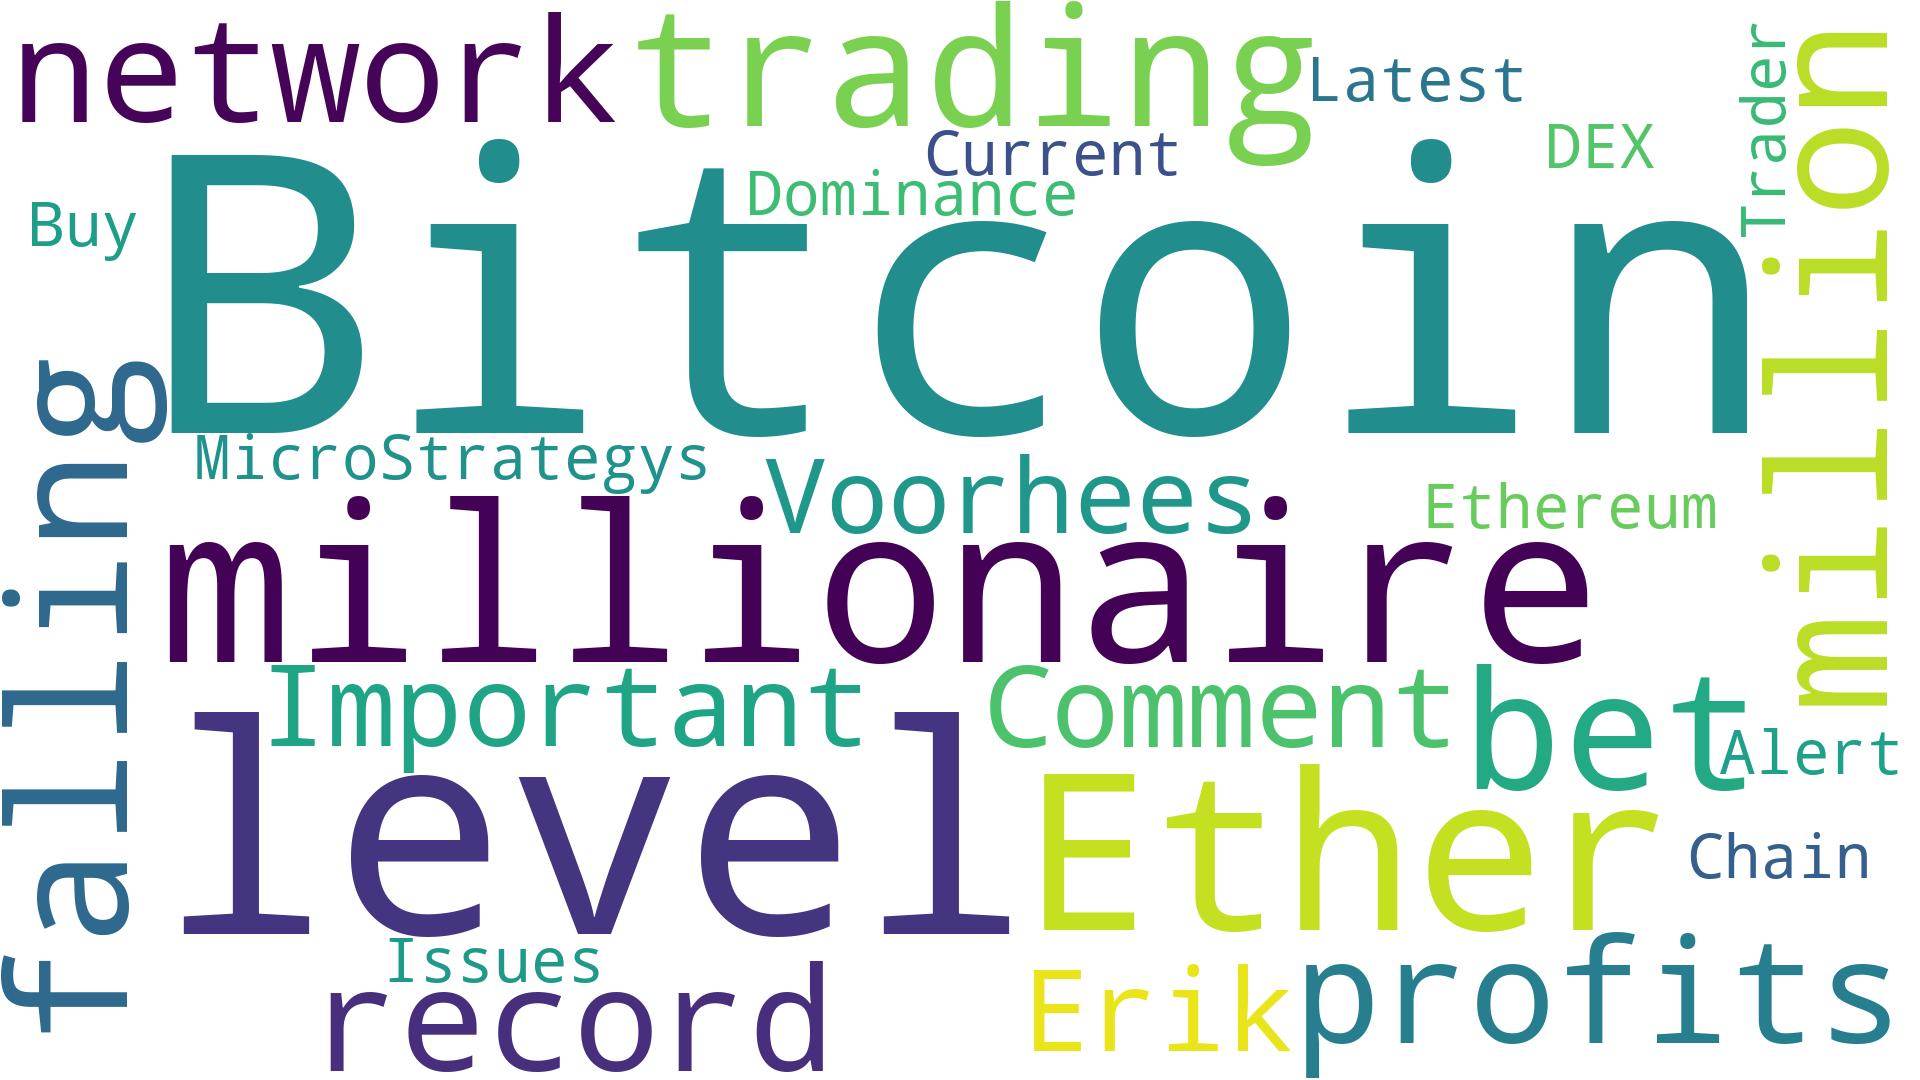 network
trading
Latest
Trader
million
Current
DEX
Dominance
Buy
Bitcoin
falling
MicroStrategys
Voorhees
Ethereum
millionaire
Important
Comment
bet
Alert
level
Ether
Chain
Issues
record
Erik
profits